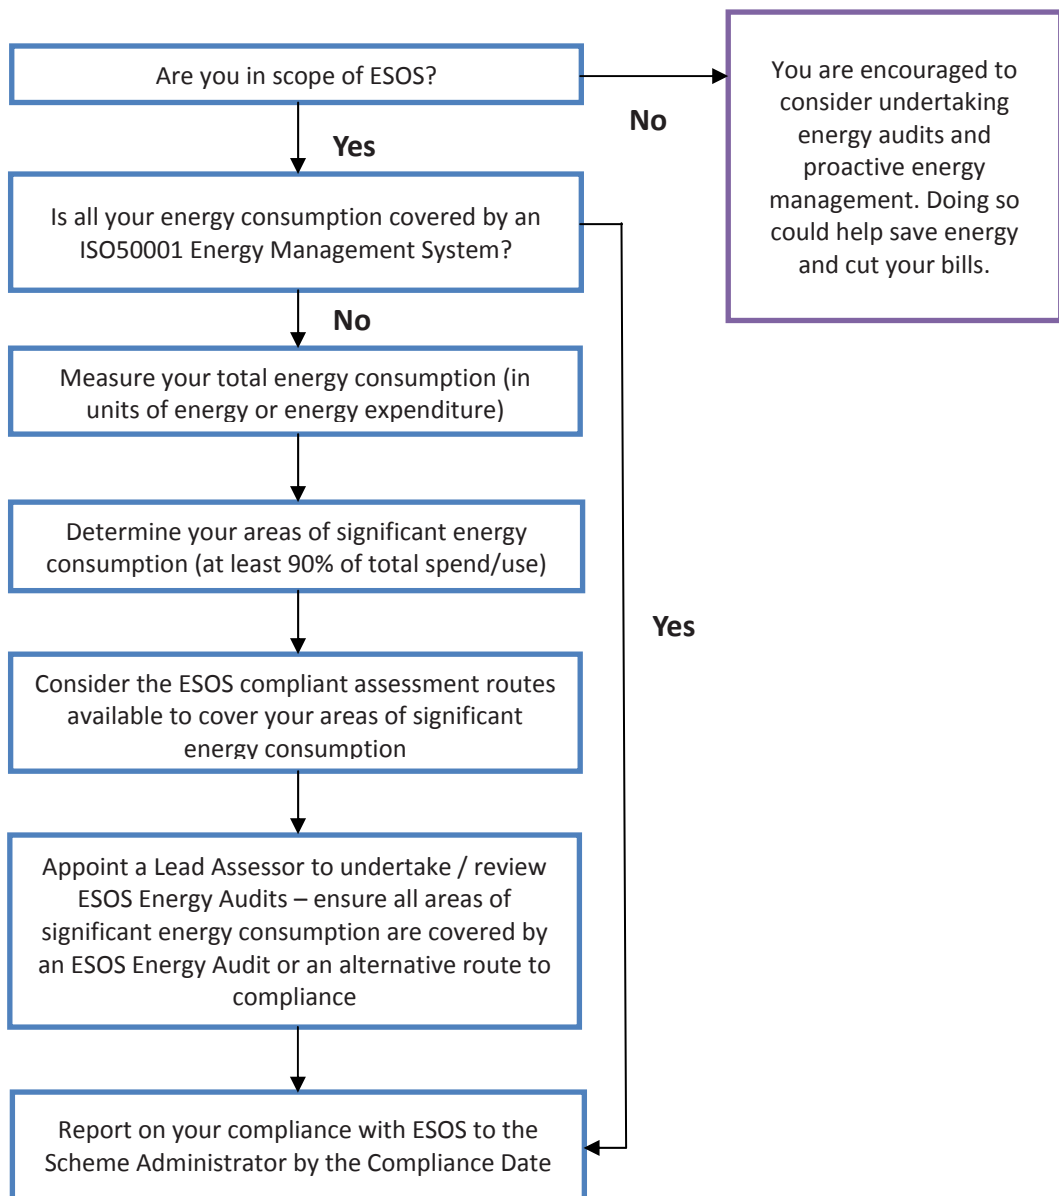 Are you in scope of ESOS?
No
You are encouraged to
consider undertaking
energy audits and
proactive energy
management. Doing so
could help save energy
and cut your bills.
Yes
Is all your energy consumption covered by an
ISO50001 Energy Management System?
No
Measure your total energy consumption (in
units of energy or energy expenditure)
Determine your areas of significant energy
consumption (at least 90% of total spend/use)
Yes
Consider the ESOS compliant assessment routes
available to cover your areas of significant
energy consumption
Appoint a Lead Assessor to undertake / review
ESOS Energy Audits – ensure all areas of
significant energy consumption are covered by
an ESOS Energy Audit or an alternative route to
compliance
Report on your compliance with ESOS to the
Scheme Administrator by the Compliance Date